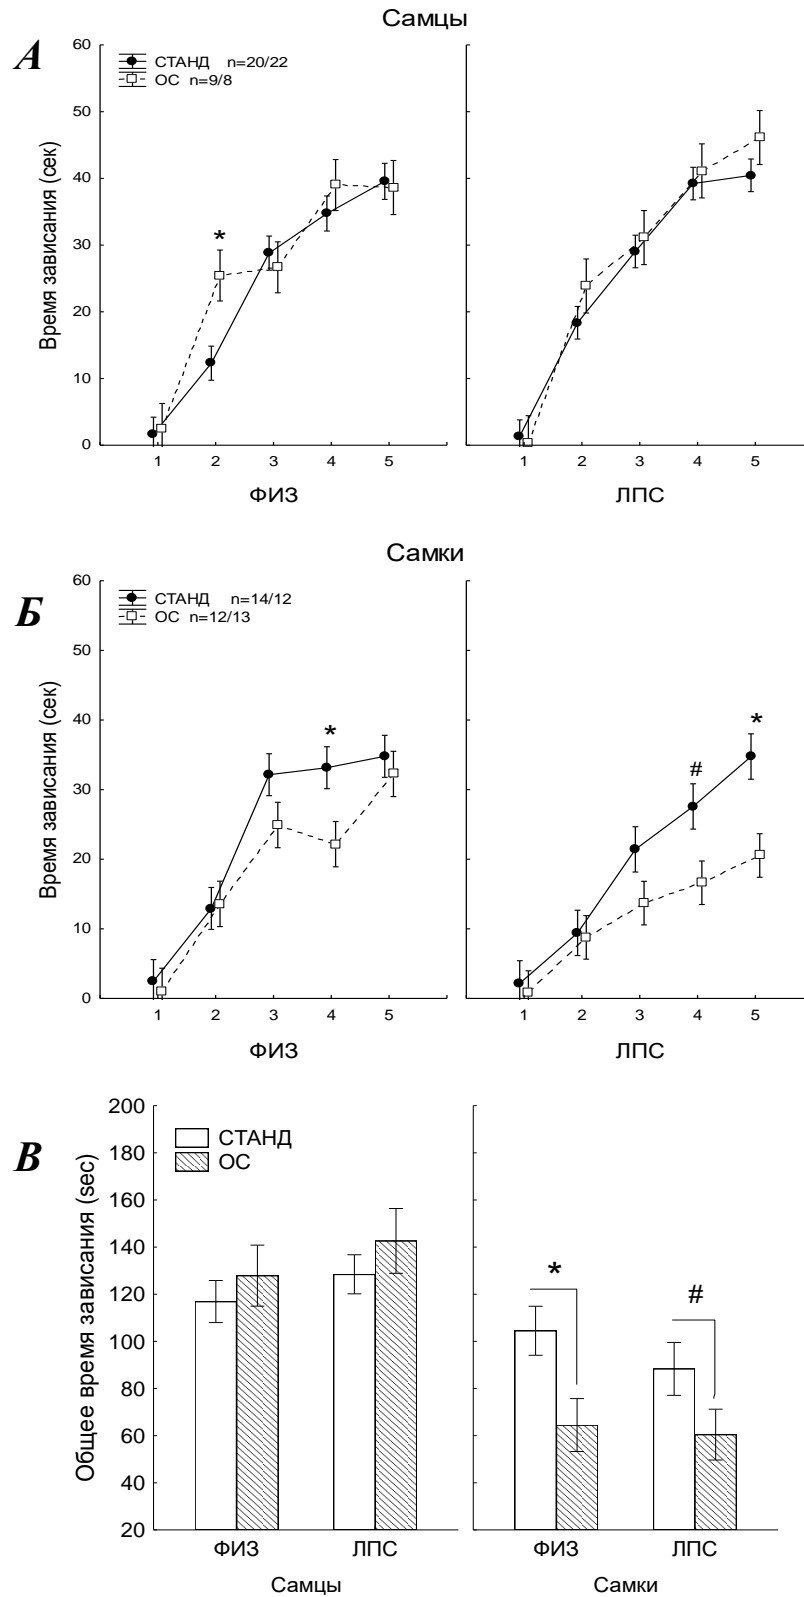 Самцы
А
СТАНД n=20/22
ОС n=9/8
Время зависания (сек)
60
50
40
30
20
10
0
*
1 2 3 4 5
1 2 3 4 5
ФИЗ
ЛПС
Самки
Б
СТАНД n=14/12
ОС n=12/13
Время зависания (сек)
60
50
40
30
20
10
0
*
#
*
1 2 3 4 5
1 2 3 4 5
ФИЗ
ЛПС
В
СТАНД
ОС
Общее время зависания (sec)
200
180
160
140
120
100
80
60
40
20
*
#
ФИЗ ЛПС
ФИЗ ЛПС
Самцы
Самки